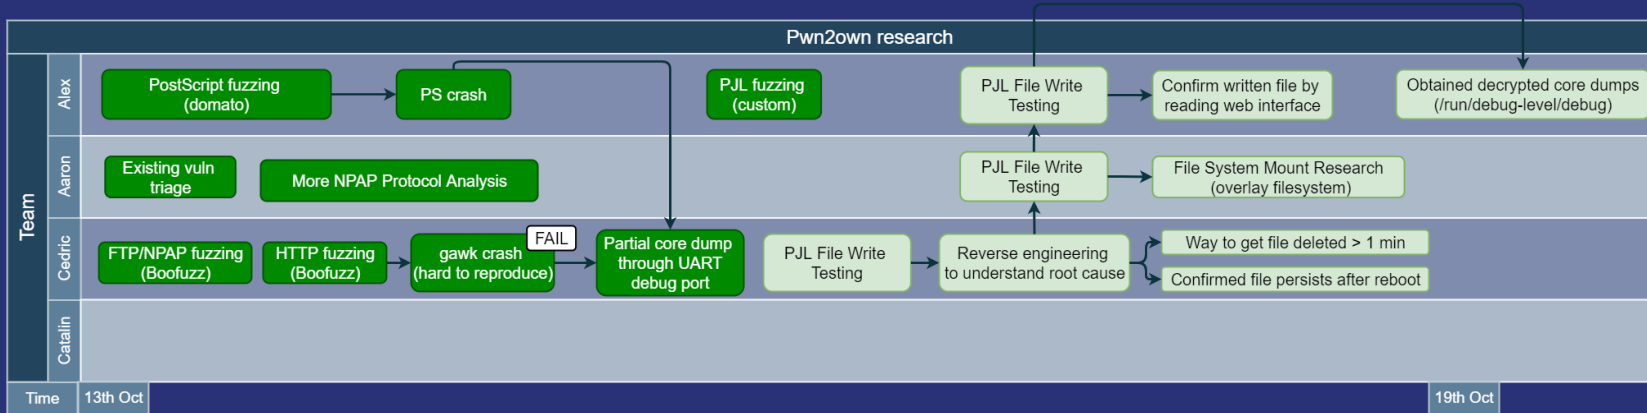 Pwn2own research
Team
Alex
PostScript fuzzing
(domato)
PS crash
PJL fuzzing
(custom)
PJL File Write
Testing
Confirm written file by
reading web interface
Obtained decrypted core dumps
(/run/debug-level/debug)
Aaron
Existing vuln
triage
More NPAP Protocol Analysis
PJL File Write
Testing
File System Mount Research
(overlay filesystem)
Cedric
FTP/NPAP fuzzing
(Boofuzz)
HTTP fuzzing
(Boofuzz)
gawk crash
(hard to reproduce)
FAIL
Partial core dump
through UART
debug port
PJL File Write
Testing
Reverse engineering
to understand root cause
Way to get file deleted > 1 min
Confirmed file persists after reboot
Catalin
Time
13th Oct
19th Oct